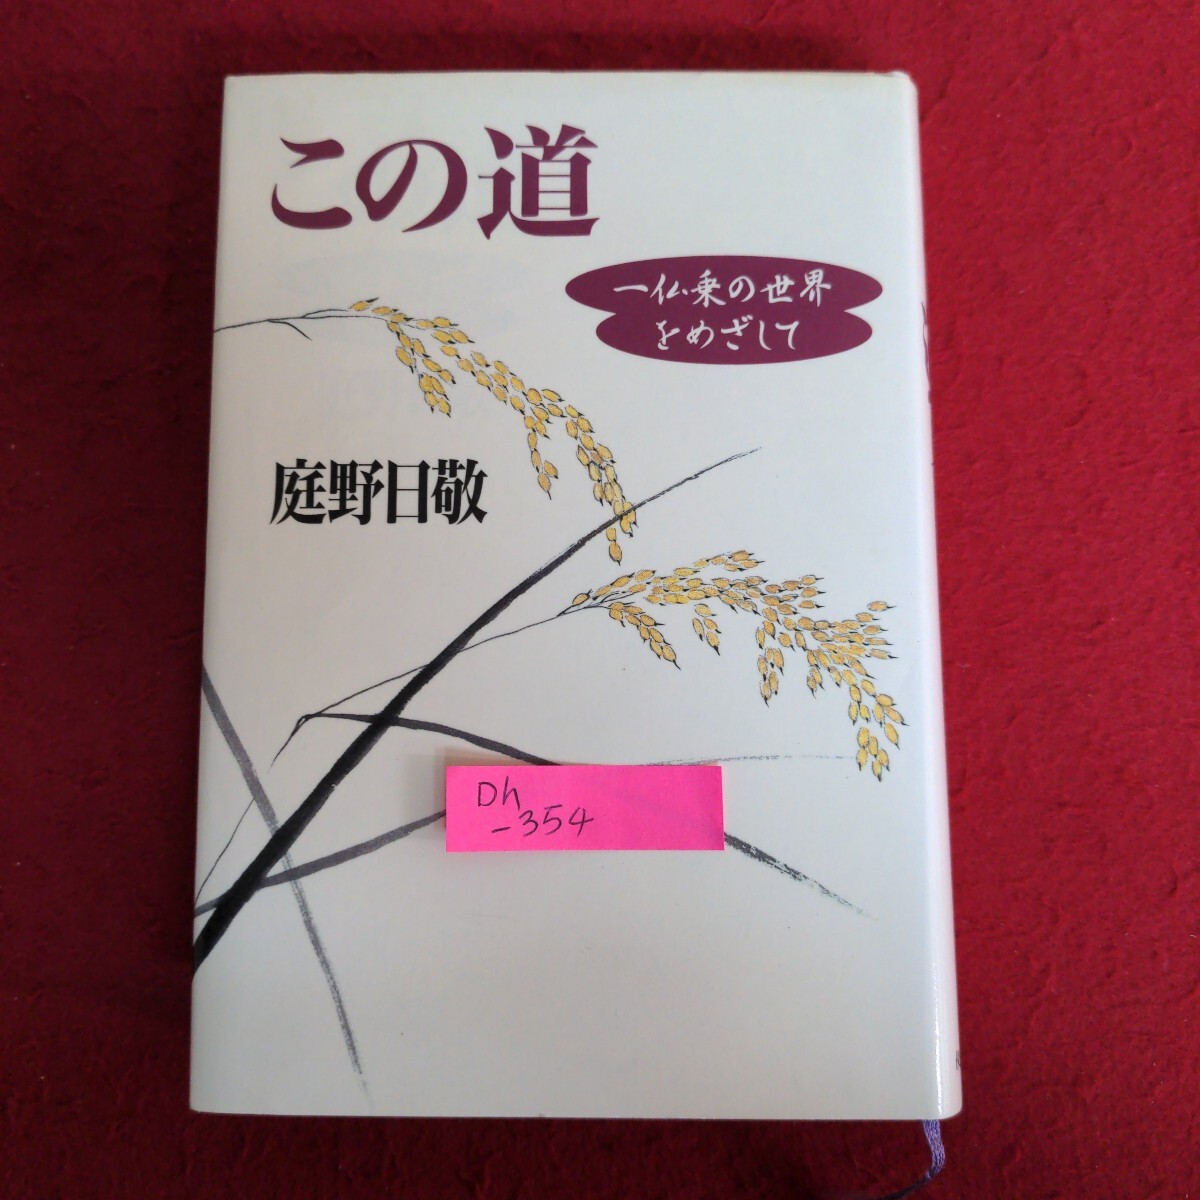 この道
一仏乗の世界
をめざして
庭野日敬
Dh
-354